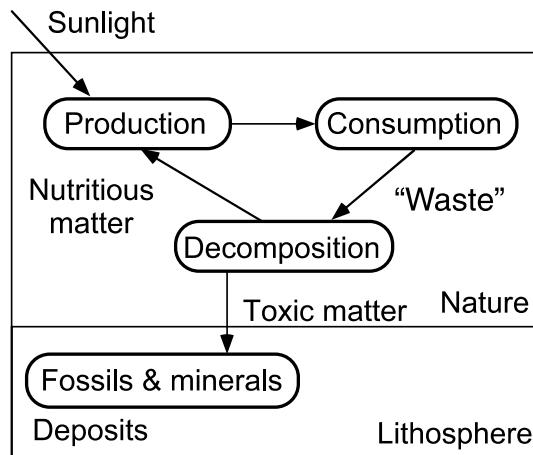 Sunlight
Production
Consumption
Nutritious
matter
“Waste”
Decomposition
Toxic matter
Nature
Fossils & minerals
Deposits
Lithosphere